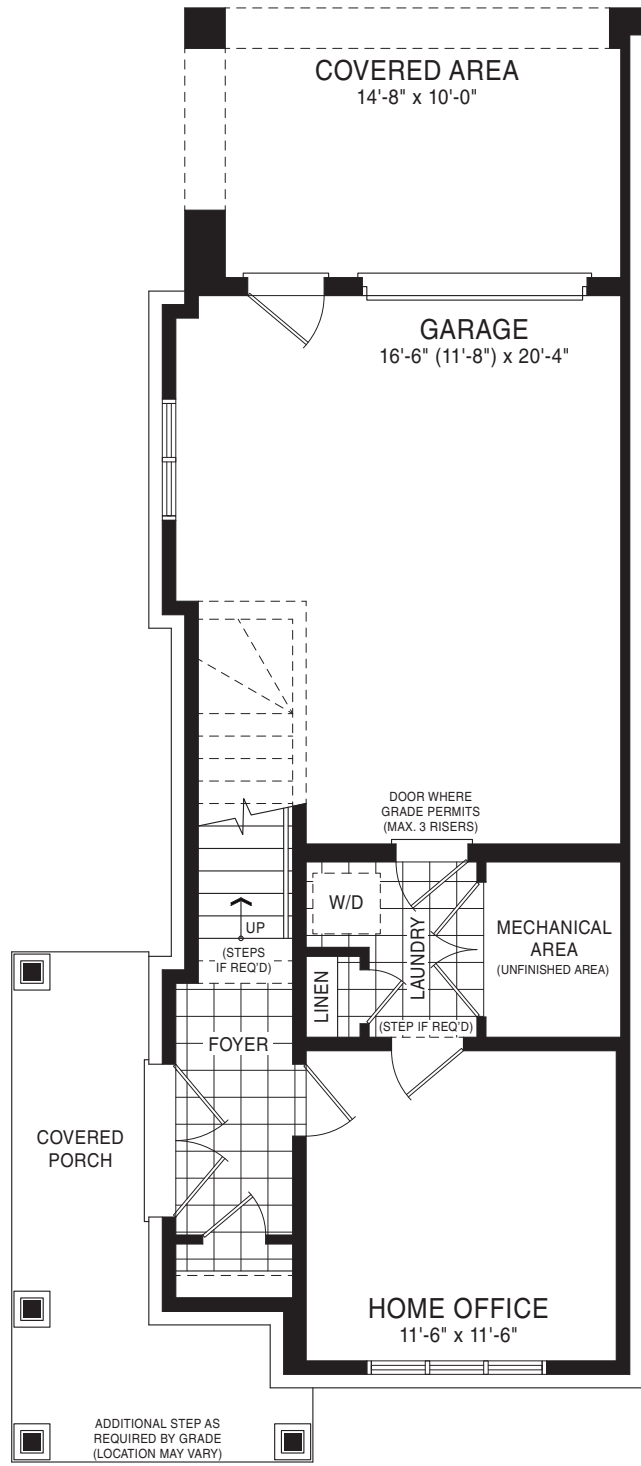 COVERED AREA
14'-8" x 10'-0"
GARAGE
16'-6" (11'-8") x 20'-4"
DOOR WHERE
GRADE PERMITS
(MAX. 3 RISERS)
W/D
LAUNDRY
MECHANICAL
AREA
(UNFINISHED AREA)
UP
(STEPS
IF REQ'D)
LINEN
(STEP IF REQ'D)
FOYER
COVERED
PORCH
HOME OFFICE
11'-6" x 11'-6"
ADDITIONAL STEP AS
REQUIRED BY GRADE
(LOCATION MAY VARY)